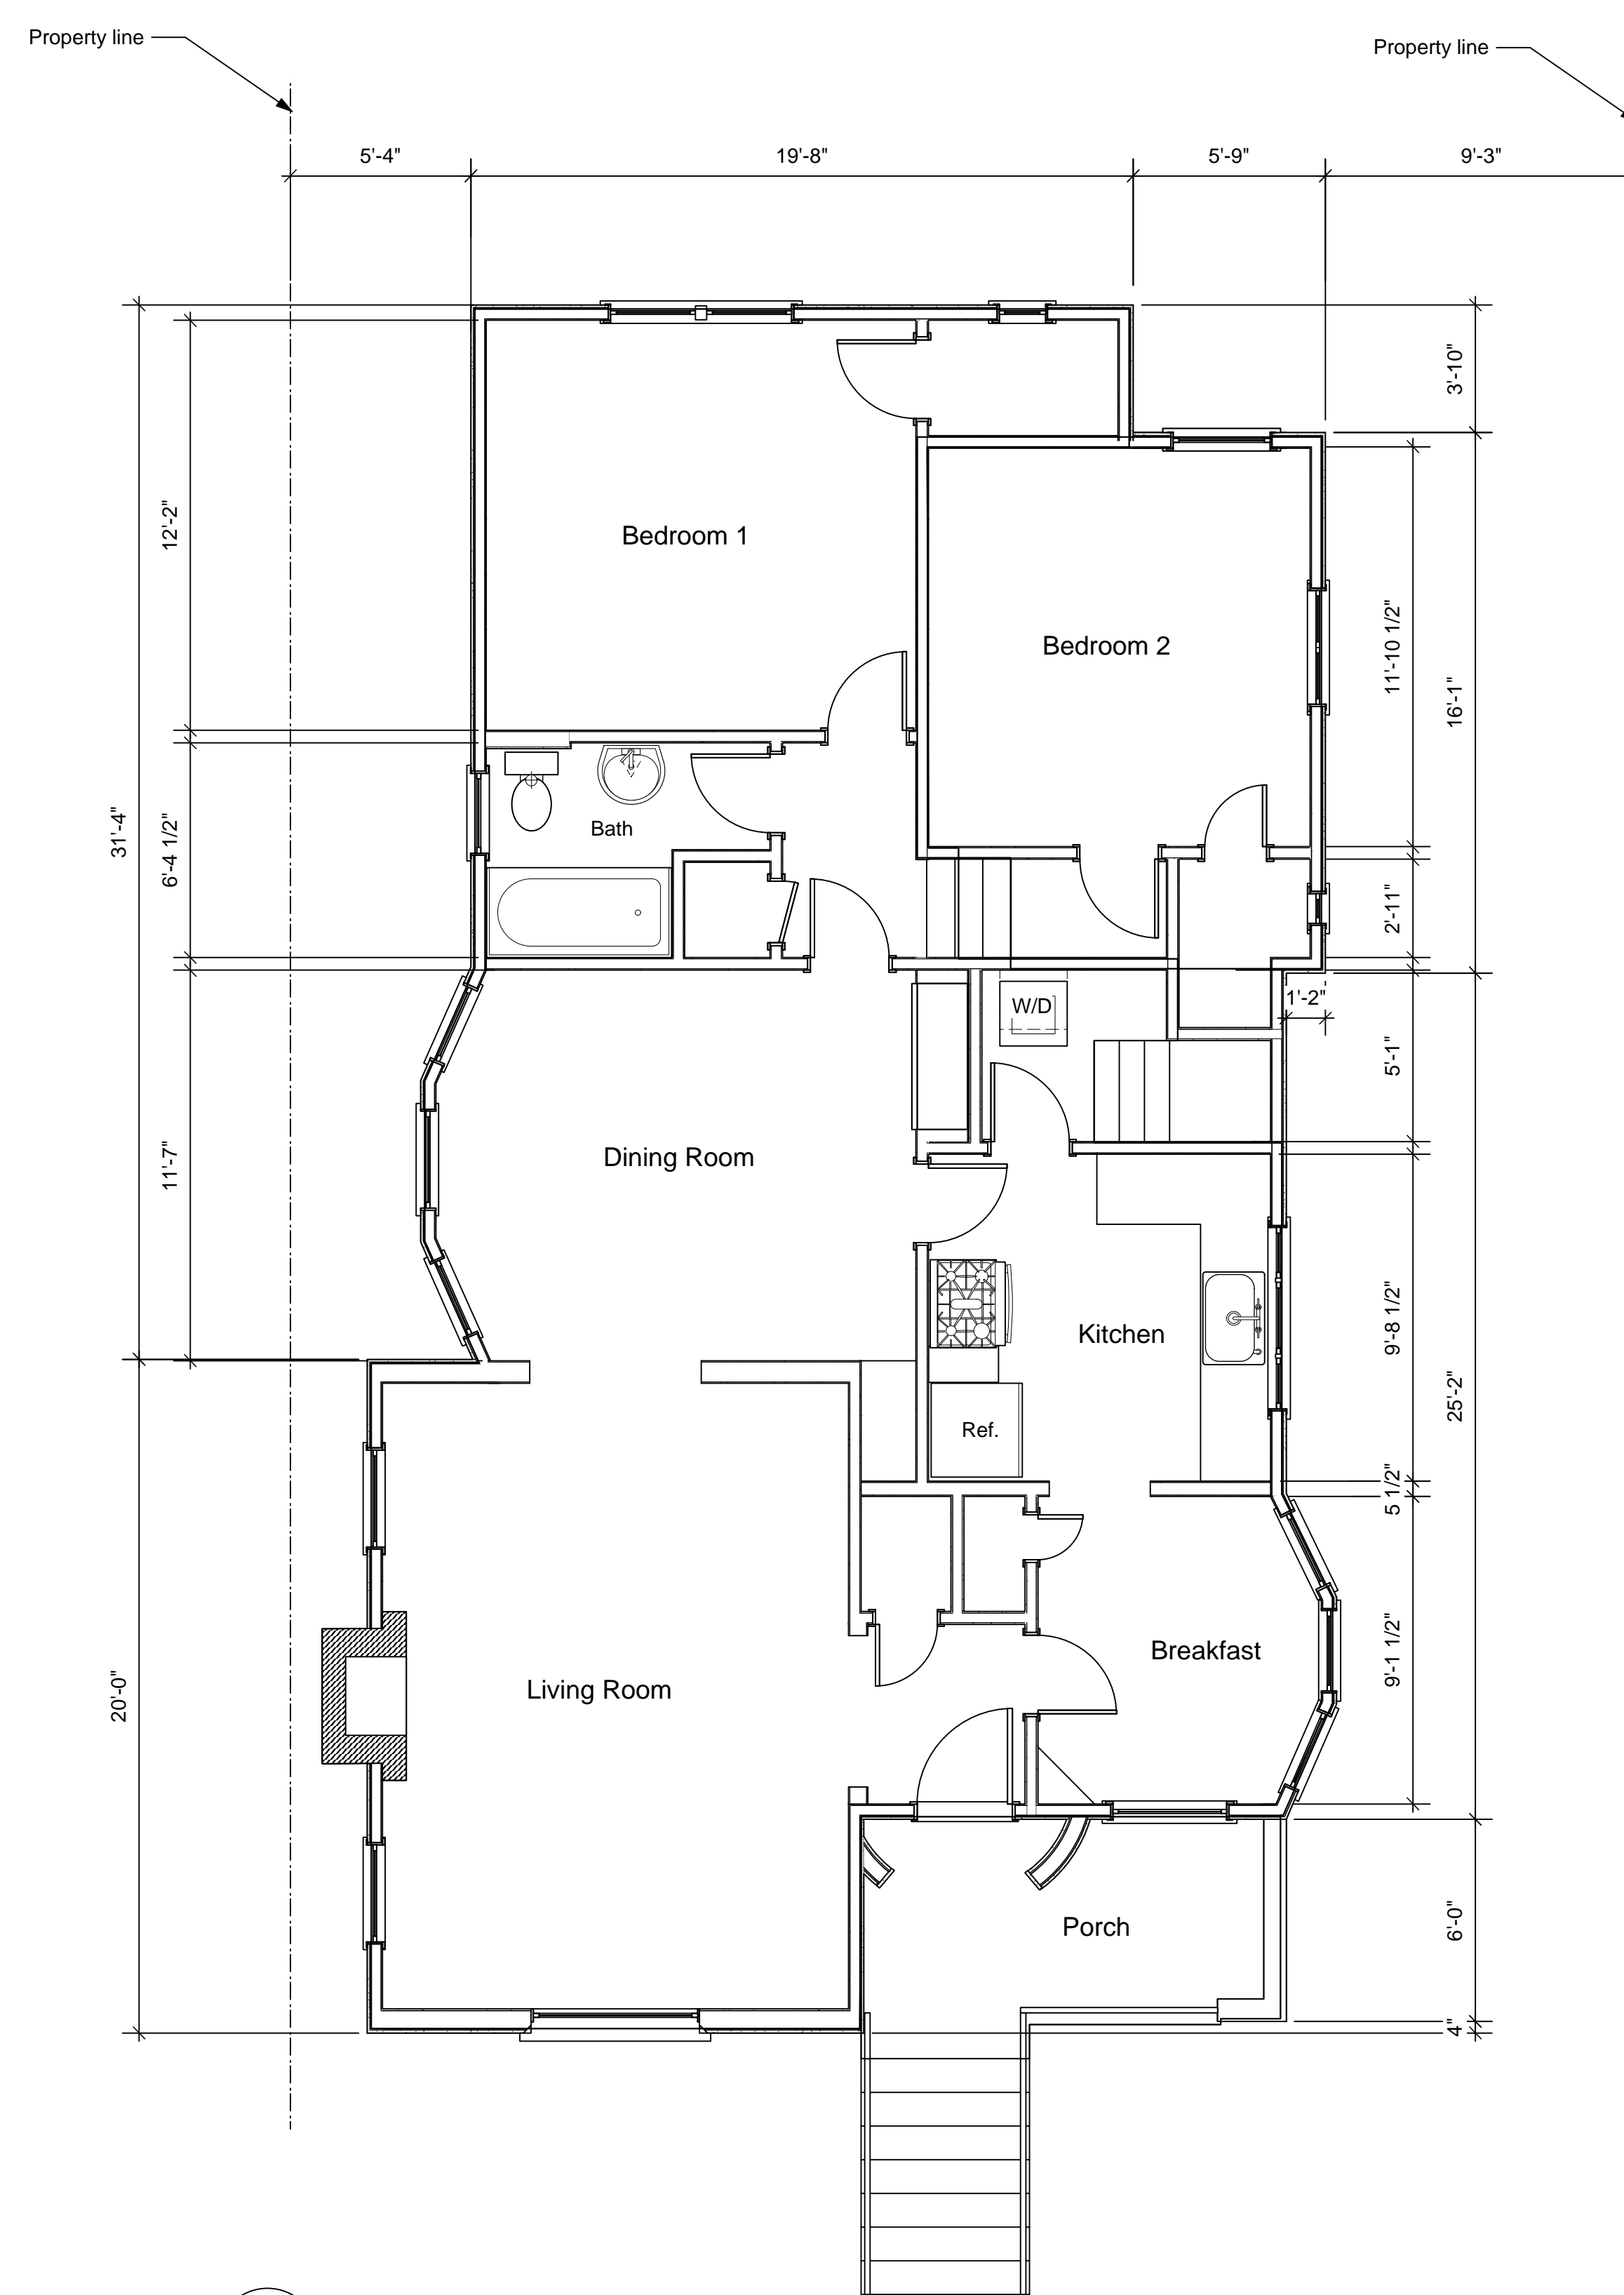 Property line
Property line
5'-4"
19'-8"
5'-9"
9'-3"
3'-10"
12'-2"
Bedroom 1
Bedroom 2
11'-10 1/2"
16'-1"
31'-4"
6'-4 1/2"
Bath
2'-11"
1'-2"
W/D
5'-1"
11'-7"
Dining Room
Kitchen
9'-8 1/2"
25'-2"
Ref.
5 1/2"
Breakfast
9'-1 1/2"
Living Room
20'-0"
Porch
6'-0"
4"